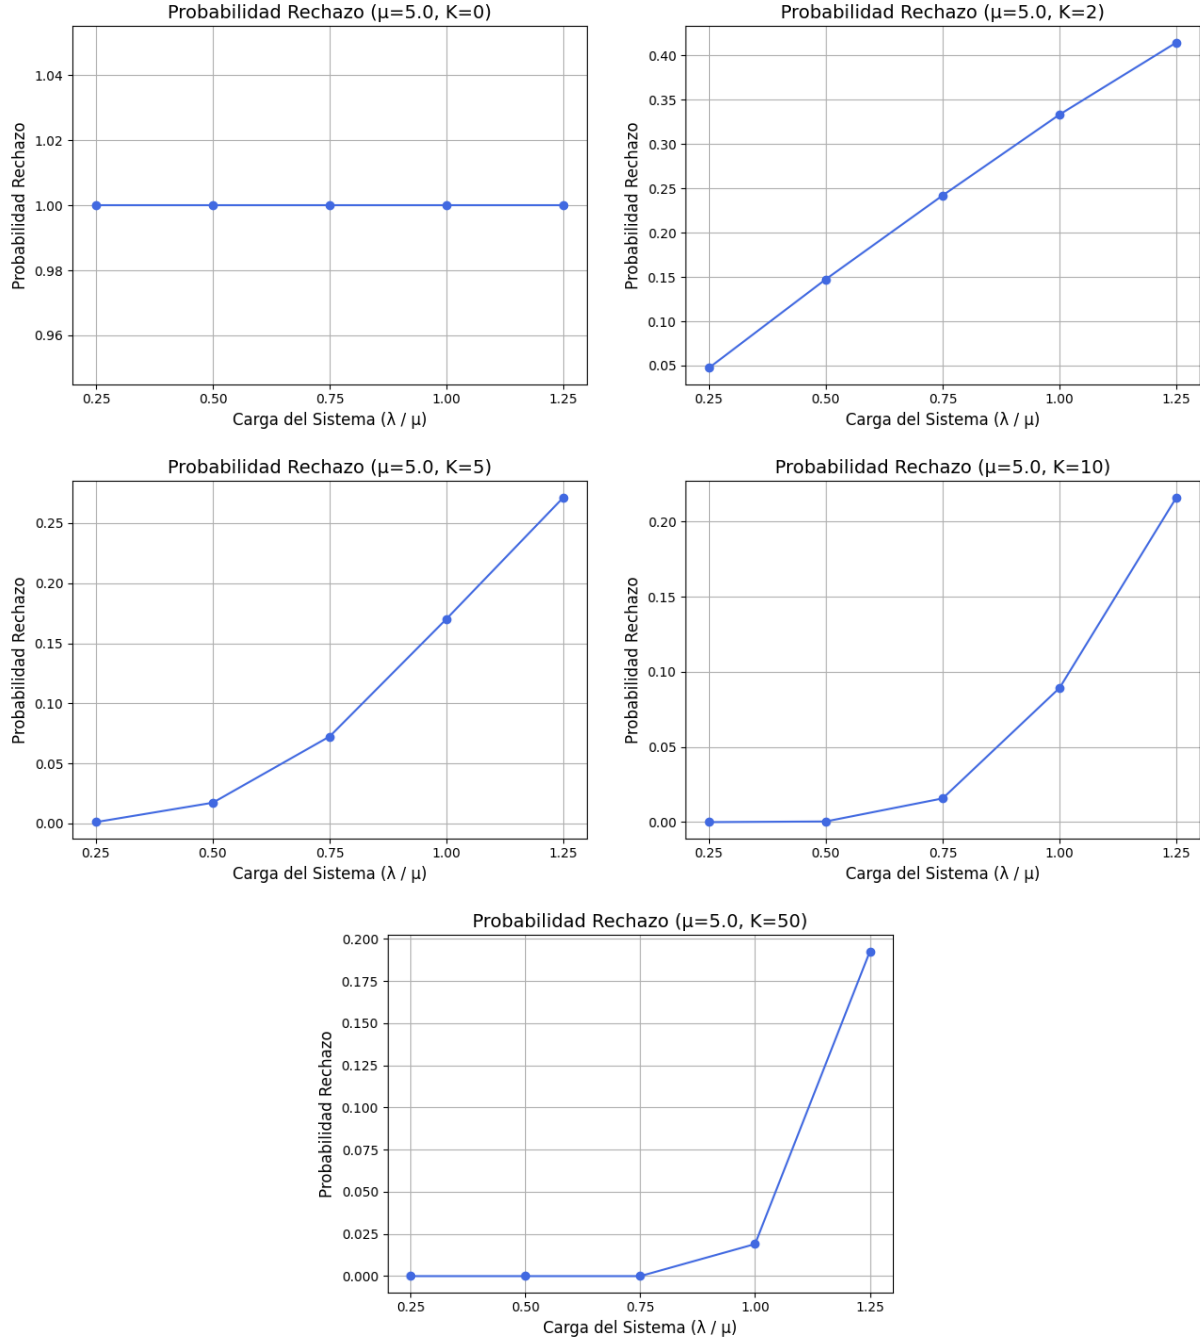 Probabilidad Rechazo (μ=5.0, K=0)
Probabilidad Rechazo
1.04
1.02
1.00
0.98
0.96
0.25 0.50 0.75 1.00 1.25
Carga del Sistema (λ / μ)
Probabilidad Rechazo (μ=5.0, K=2)
Probabilidad Rechazo
0.40
0.35
0.30
0.25
0.20
0.15
0.10
0.05
0.25 0.50 0.75 1.00 1.25
Carga del Sistema (λ / μ)
Probabilidad Rechazo (μ=5.0, K=5)
Probabilidad Rechazo
0.25
0.20
0.15
0.10
0.05
0.00
0.25 0.50 0.75 1.00 1.25
Carga del Sistema (λ / μ)
Probabilidad Rechazo (μ=5.0, K=10)
Probabilidad Rechazo
0.20
0.15
0.10
0.05
0.00
0.25 0.50 0.75 1.00 1.25
Carga del Sistema (λ / μ)
Probabilidad Rechazo (μ=5.0, K=50)
Probabilidad Rechazo
0.200
0.175
0.150
0.125
0.100
0.075
0.050
0.025
0.000
0.25 0.50 0.75 1.00 1.25
Carga del Sistema (λ / μ)